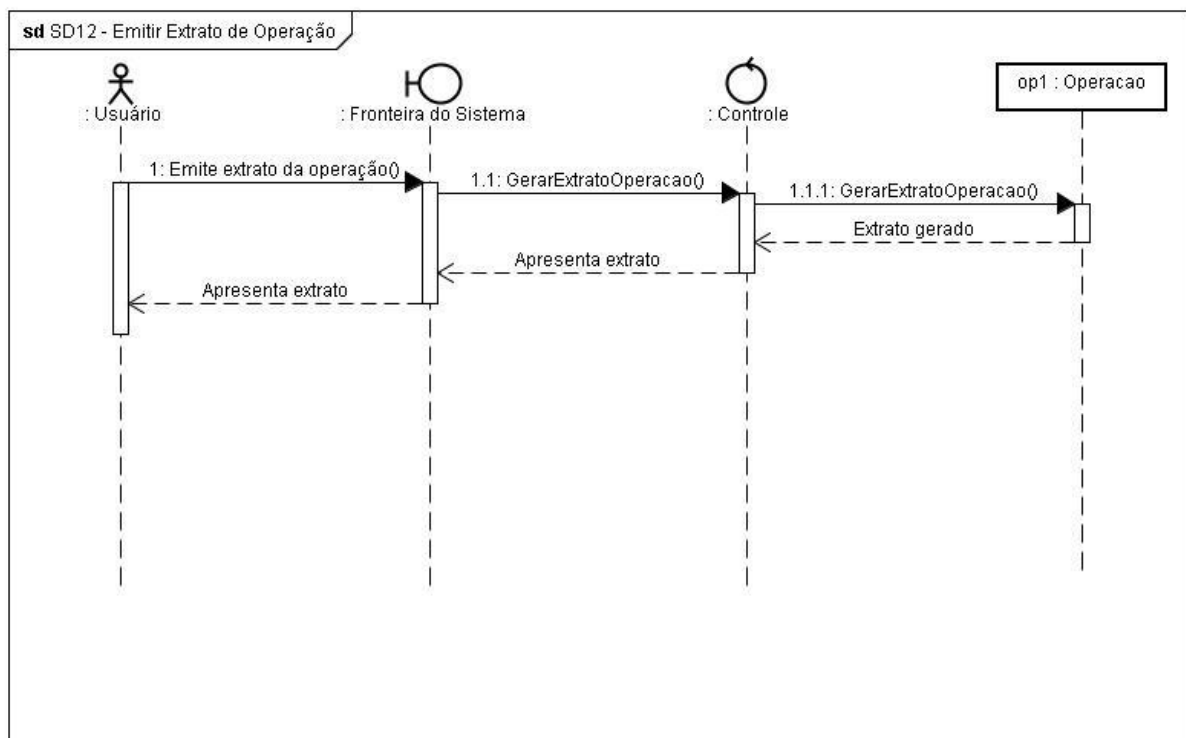 sd SD12 - Emitir Extrato de Operação
: Usuário
: Fronteira do Sistema
: Controle
op1 : Operacao
1: Emite extrato da operação()
1.1: GerarExtratoOperacao()
1.1.1: GerarExtratoOperacao()
Extrato gerado
Apresenta extrato
Apresenta extrato